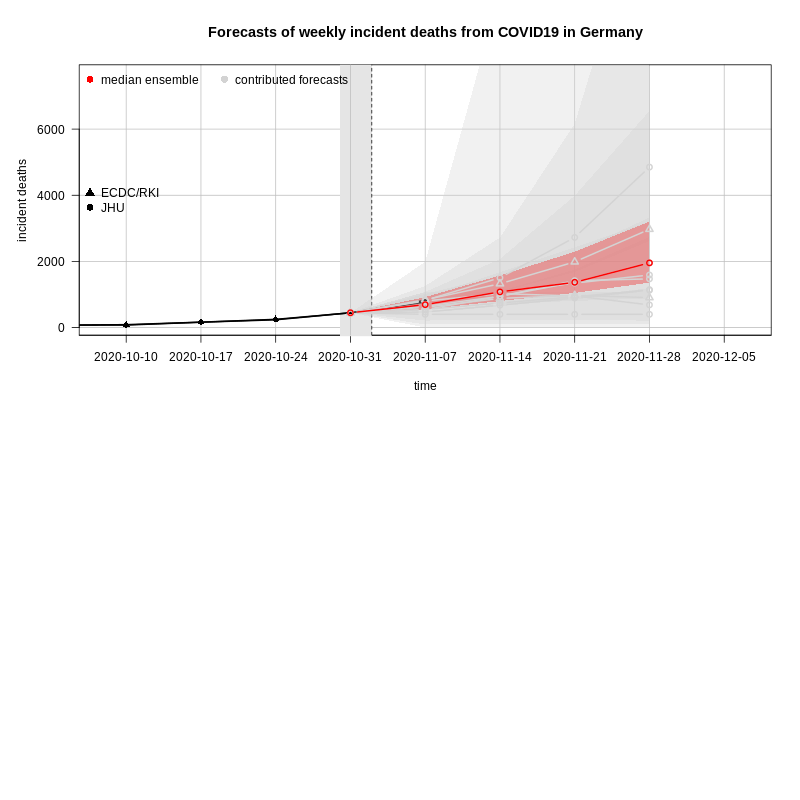 Forecasts of weekly incident deaths from COVID19 in Germany
median ensemble
contributed forecasts
ECDC/RKI
JHU
incident deaths
6000
4000
2000
0
2020-10-10 2020-10-17 2020-10-24 2020-10-31 2020-11-07 2020-11-14 2020-11-21 2020-11-28 2020-12-05
time